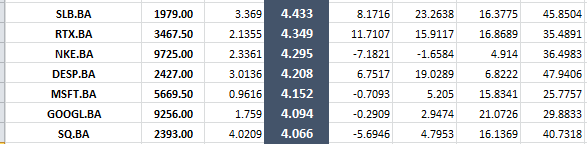 SLB.BA 1979.00 3.369 4.433 8.1716 23.2638 16.3775 45.8504
RTX.BA 3467.50 2.1355 4.349 11.7107 15.9117 16.8689 35.4891
NKE.BA 9725.00 2.3361 4.295 -7.1821 -1.6584 4.914 36.4983
DESP.BA 2427.00 3.0136 4.208 6.7517 19.0289 6.8222 47.9406
MSFT.BA 5669.50 0.9616 4.152 -0.7093 5.205 15.8341 25.7757
GOOGL.BA 9256.00 1.759 4.094 -0.2909 2.9474 21.0726 29.8833
SQ.BA 2393.00 4.0209 4.066 -5.6946 4.7953 16.1369 40.7318